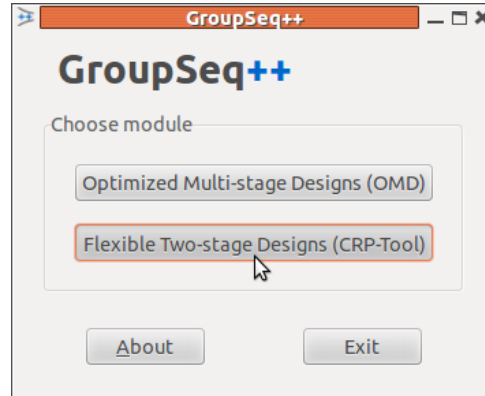 GroupSeq++
GroupSeq++
Choose module
Optimized Multi-stage Designs (OMD)
Flexible Two-stage Designs (CRP-Tool)
About Exit